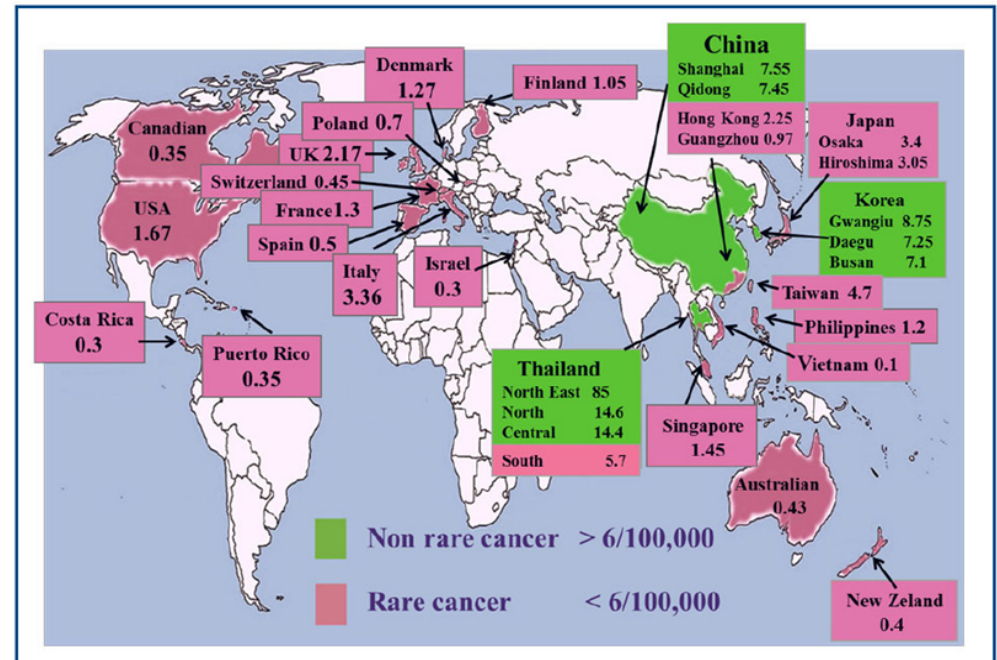 Denmark
1.27
Finland 1.05
Poland 0.7
Canadian
0.35
UK 2.17
Switzerland 0.45
USA
1.67
France1.3
Spain 0.5
Italy
3.36
Israel
0.3
China
Shanghai 7.55
Qidong 7.45
Hong Kong 2.25
Guangzhou 0.97
Japan
Osaka 3.4
Hiroshima 3.05
Korea
Gwangiu 8.75
Daegu 7.25
Busan 7.1
Taiwan 4.7
Philippines 1.2
Vietnam 0.1
Costa Rica
0.3
Puerto Rico
0.35
Thailand
North East 85
North 14.6
Central 14.4
South 5.7
Singapore
1.45
Australian
0.43
New Zeland
0.4
Non rare cancer > 6/100,000
Rare cancer < 6/100,000